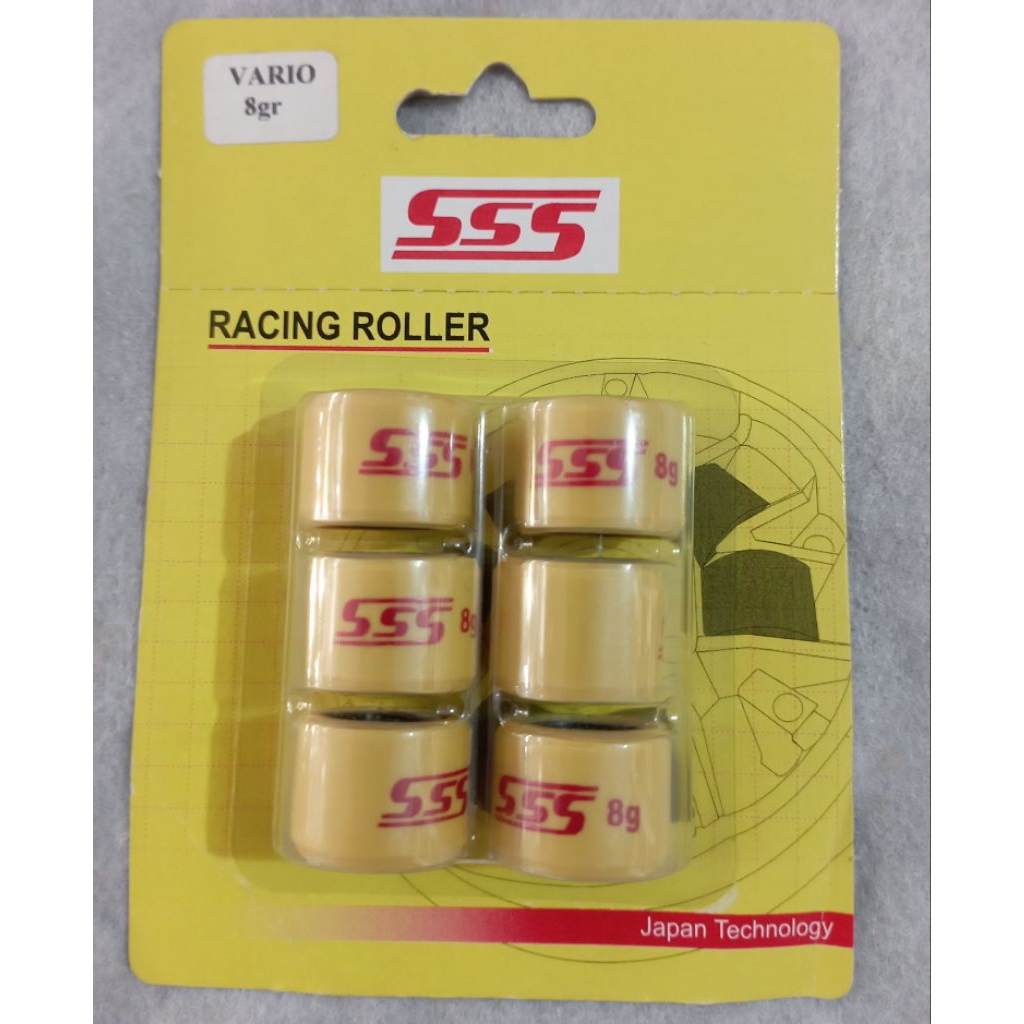 VARIO
8gr
SSS
RACING ROLLER
SSS
SSS 8g
SSS 8g
SSS
SSS 8g
Japan Technology